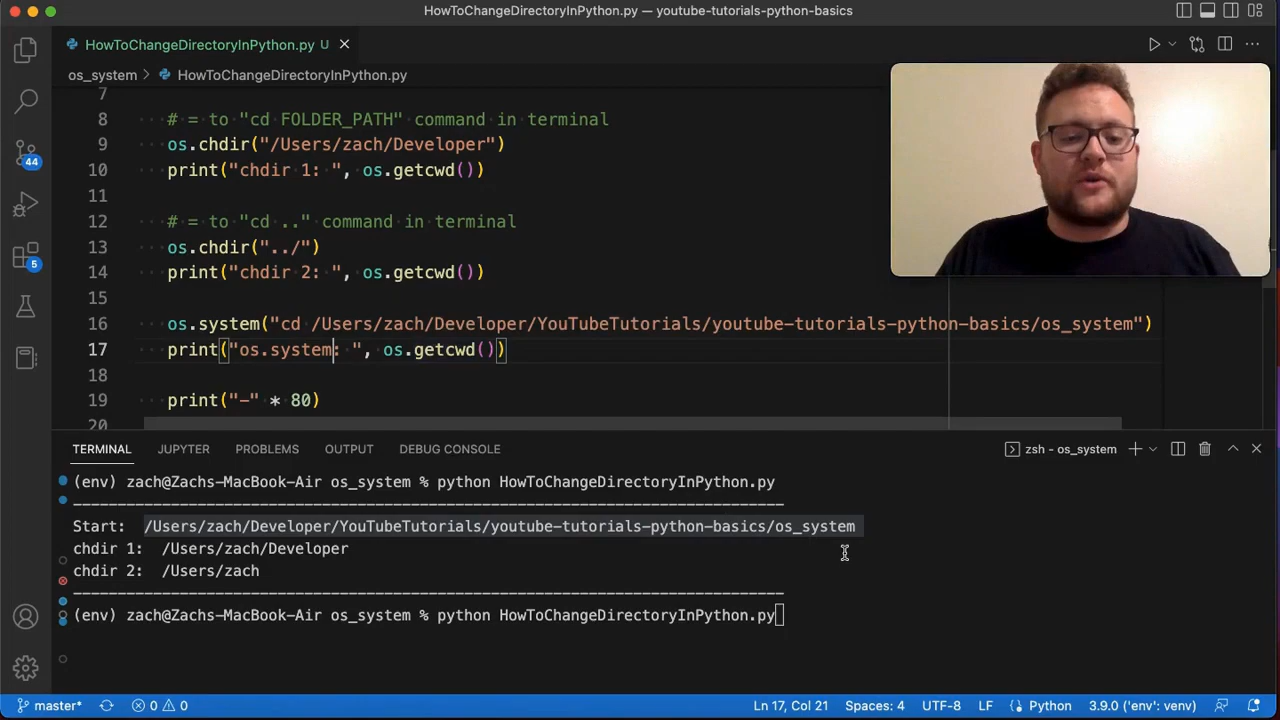 HowToChangeDirectoryInPython.py — youtube-tutorials-python-basics
HowToChangeDirectoryInPython.py U
os_system > HowToChangeDirectoryInPython.py
7
8 # = to "cd FOLDER_PATH" command in terminal
9 os.chdir("/Users/zach/Developer")
10 print("chdir 1: ", os.getcwd())
11
12 # = to "cd .." command in terminal
13 os.chdir("../")
14 print("chdir 2: ", os.getcwd())
15
16 os.system("cd /Users/zach/Developer/YouTubeTutorials/youtube-tutorials-python-basics/os_system")
17 print("os.system: ", os.getcwd())
18
19 print("-" * 80)
20
44
5
TERMINAL JUPYTER PROBLEMS OUTPUT DEBUG CONSOLE zsh - os_system
(env) zach@Zachs-MacBook-Air os_system % python HowToChangeDirectoryInPython.py
--------------------------------------------------------------------------------
Start: /Users/zach/Developer/YouTubeTutorials/youtube-tutorials-python-basics/os_system
chdir 1: /Users/zach/Developer
chdir 2: /Users/zach
--------------------------------------------------------------------------------
(env) zach@Zachs-MacBook-Air os_system % python HowToChangeDirectoryInPython.py
master* 0 0 Ln 17, Col 21 Spaces: 4 UTF-8 LF Python 3.9.0 ('env': venv)